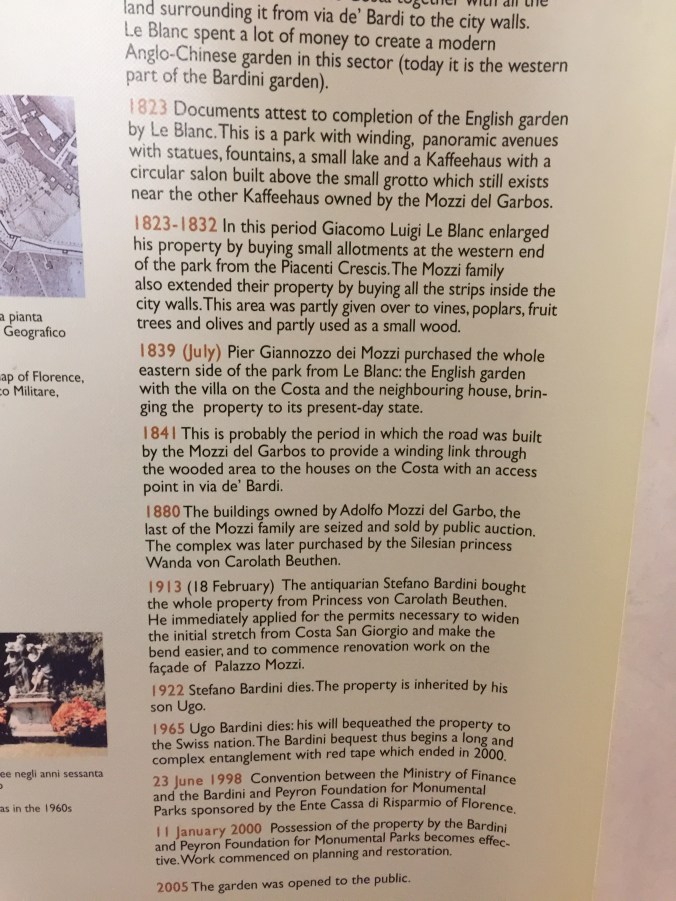 together with all the
land surrounding it from via de' Bardi to the city walls.
Le Blanc spent a lot of money to create a modern
Anglo-Chinese garden in this sector (today it is the western
part of the Bardini garden).
1823 Documents attest to completion of the English garden
by Le Blanc. This is a park with winding, panoramic avenues
with statues, fountains, a small lake and a Kaffeehaus with a
circular salon built above the small grotto which still exists
near the other Kaffeehaus owned by the Mozzi del Garbos.
1823-1832 In this period Giacomo Luigi Le Blanc enlarged
his property by buying small allotments at the western end
of the park from the Piacenti Crescis. The Mozzi family
also extended their property by buying all the strips inside the
city walls. This area was partly given over to vines, poplars, fruit
trees and olives and partly used as a small wood.
1839 (July) Pier Giannozzo dei Mozzi purchased the whole
eastern side of the park from Le Blanc: the English garden
with the villa on the Costa and the neighbouring house, brin-
ging the property to its present-day state.
1841 This is probably the period in which the road was built
by the Mozzi del Garbos to provide a winding link through
the wooded area to the houses on the Costa with an access
point in via de' Bardi.
1880 The buildings owned by Adolfo Mozzi del Garbo, the
last of the Mozzi family are seized and sold by public auction.
The complex was later purchased by the Silesian princess
Wanda von Carolath Beuthen.
1913 (18 February) The antiquarian Stefano Bardini bought
the whole property from Princess von Carolath Beuthen.
He immediately applied for the permits necessary to widen
the initial stretch from Costa San Giorgio and make the
bend easier, and to commence renovation work on the
façade of Palazzo Mozzi.
1922 Stefano Bardini dies. The property is inherited by his
son Ugo.
1965 Ugo Bardini dies: his will bequeathed the property to
the Swiss nation. The Bardini bequest thus begins a long and
complex entanglement with red tape which ended in 2000.
23 June 1998 Convention between the Ministry of Finance
and the Bardini and Peyron Foundation for Monumental
Parks sponsored by the Ente Cassa di Risparmio of Florence.
11 January 2000 Possession of the property by the Bardini
and Peyron Foundation for Monumental Parks becomes effec-
tive. Work commenced on planning and restoration.
2005 The garden was opened to the public.
a pianta
Geografico
ap of Florence,
co Militare,
ee negli anni sessanta
as in the 1960s